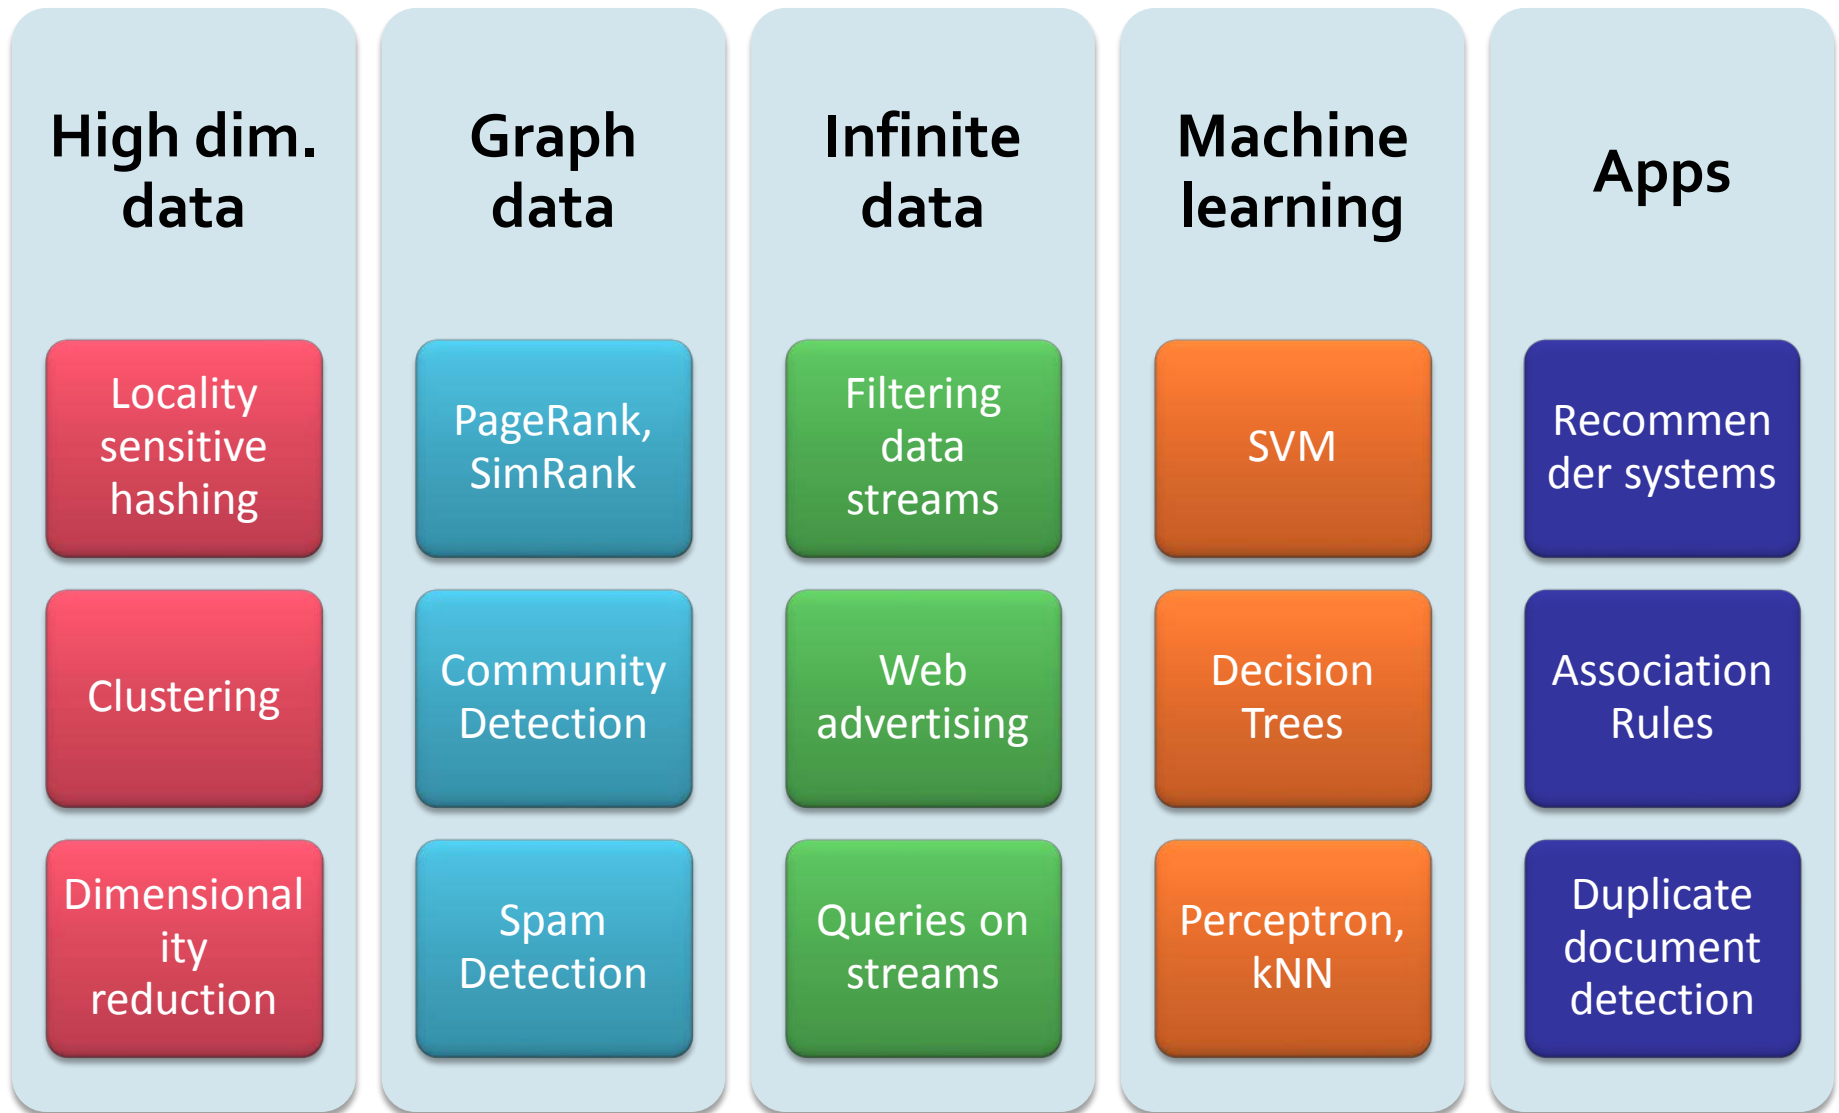 High dim.
data
Locality
sensitive
hashing
Clustering
Dimensional
ity
reduction
Graph
data
PageRank,
SimRank
Community
Detection
Spam
Detection
Infinite
data
Filtering
data
streams
Web
advertising
Queries on
streams
Machine
learning
SVM
Decision
Trees
Perceptron,
kNN
Apps
Recommen
der systems
Association
Rules
Duplicate
document
detection